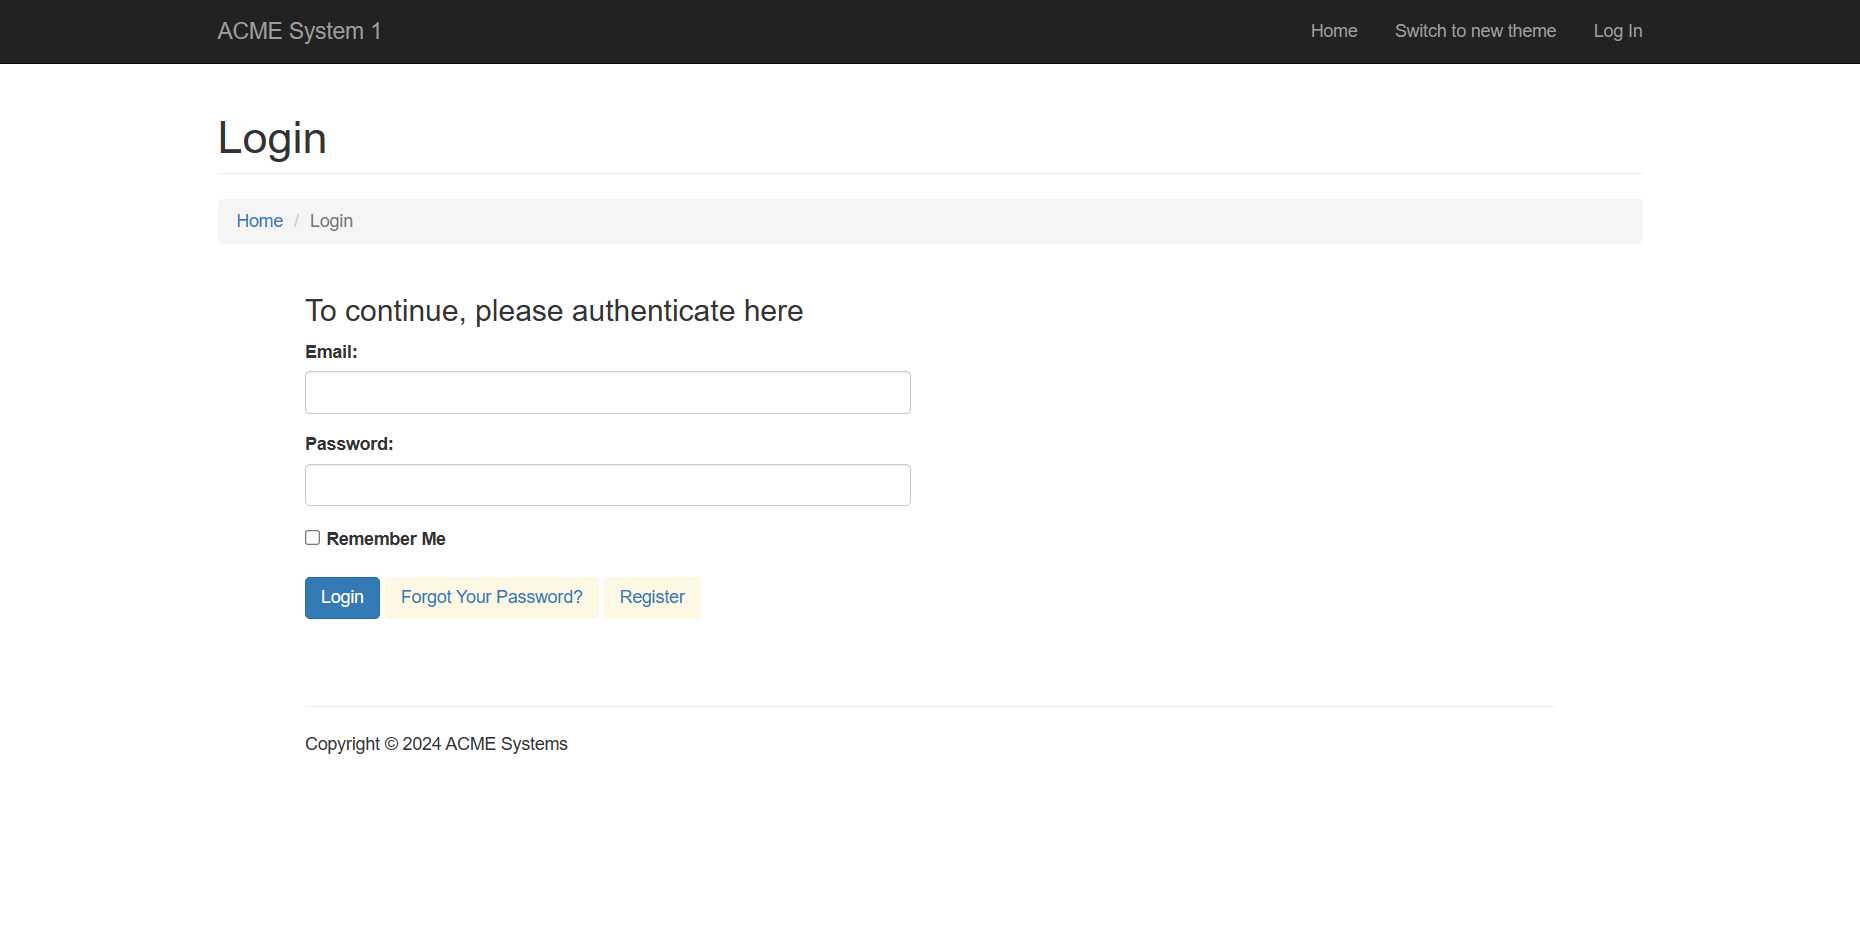 ACME System 1 Home Switch to new theme Log In
Login
Home / Login
To continue, please authenticate here
Email:
Password:
Remember Me
Login Forgot Your Password? Register
Copyright © 2024 ACME Systems